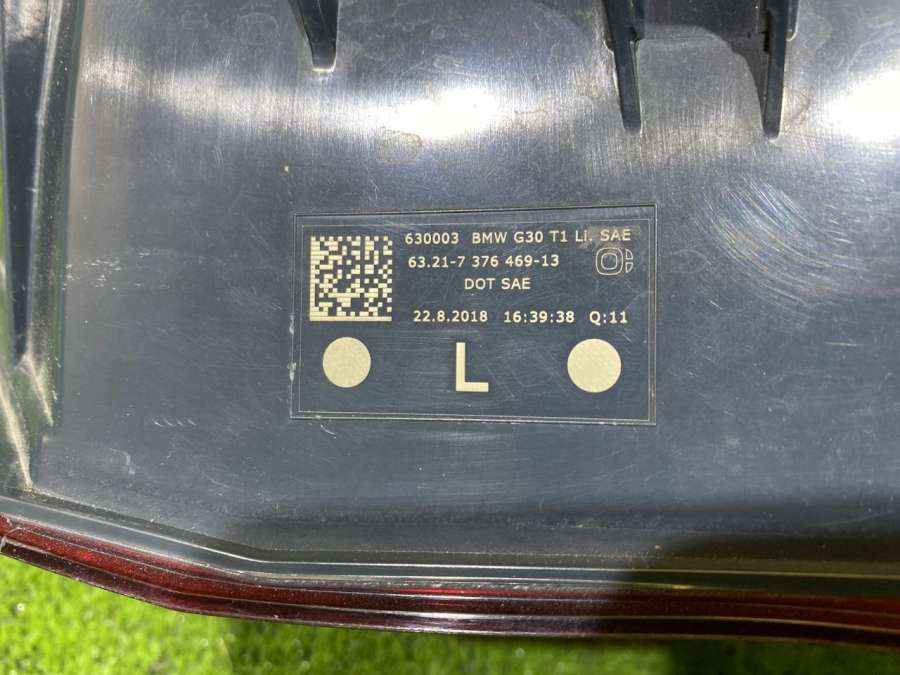 630003 BMW G30 T1 Li. SAE
63.21-7 376 469-13
DOT SAE
22.8.2018 16:39:38 Q:11
L